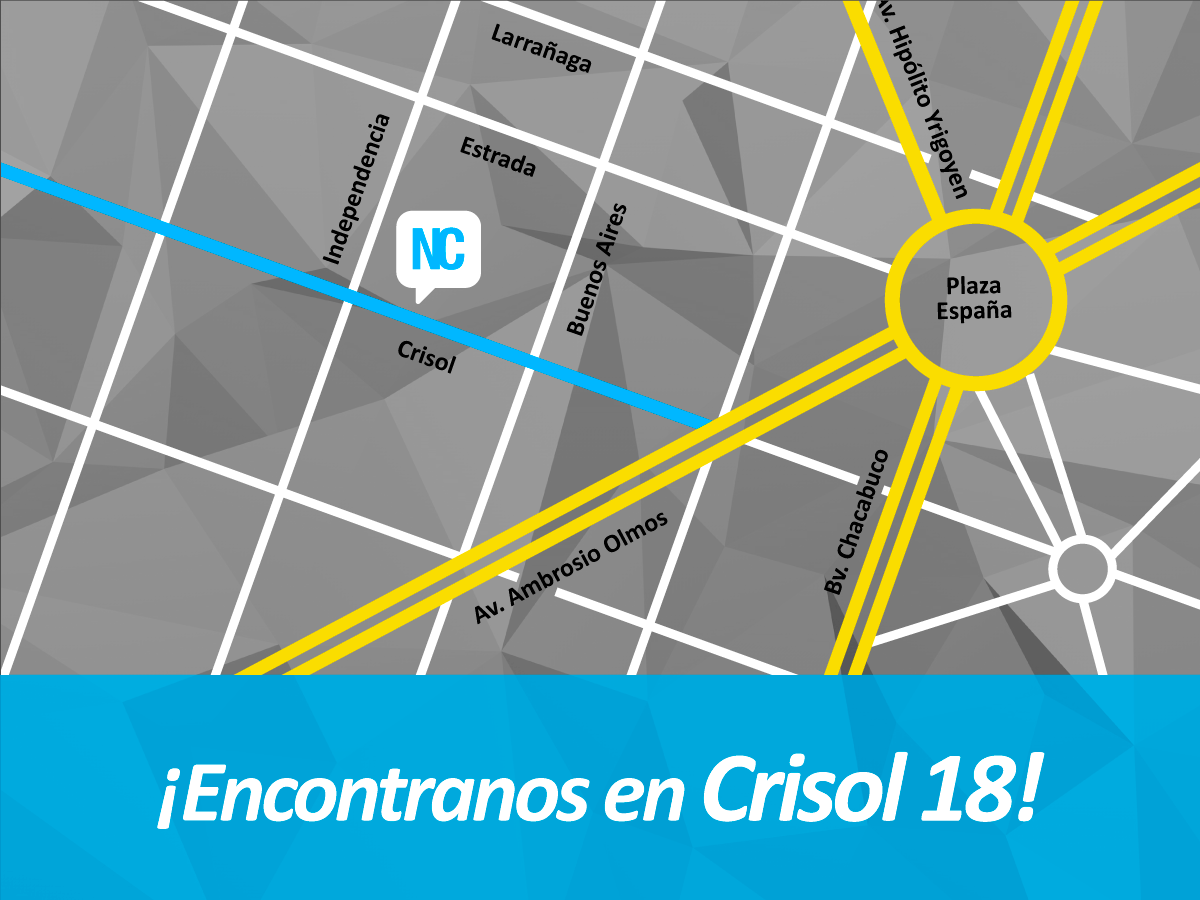 Larrañaga
Av. Hipólito Yrigoyen
Independencia
Estrada
NC
Buenos Aires
Plaza
España
Crisol
Bv. Chacabuco
Av. Ambrosio Olmos
¡Encontranos en Crisol 18!